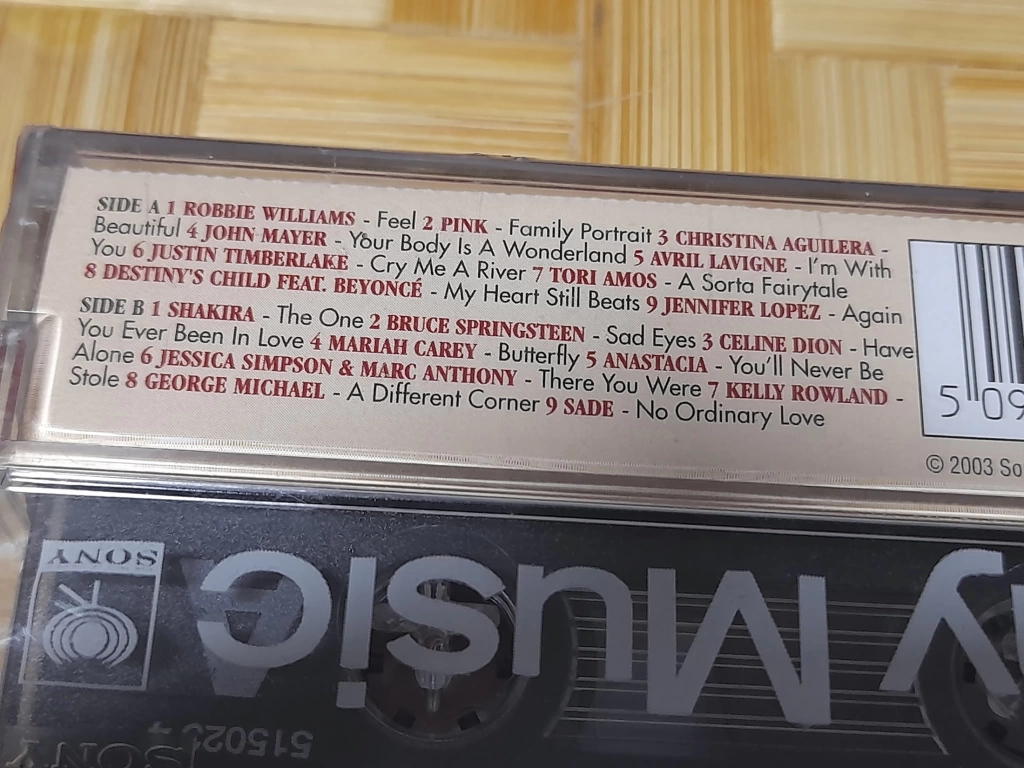 SIDE A 1 ROBBIE WILLIAMS - Feel 2 PINK - Family Portrait 3 CHRISTINA AGUILERA -
Beautiful 4 JOHN MAYER - Your Body Is A Wonderland 5 AVRIL LAVIGNE - I'm With
You 6 JUSTIN TIMBERLAKE - Cry Me A River 7 TORI AMOS - A Sorta Fairytale
8 DESTINY'S CHILD FEAT. BEYONCÉ - My Heart Still Beats 9 JENNIFER LOPEZ - Again
SIDE B 1 SHAKIRA - The One 2 BRUCE SPRINGSTEEN - Sad Eyes 3 CELINE DION - Have
You Ever Been In Love 4 MARIAH CAREY - Butterfly 5 ANASTACIA - You'll Never Be
Alone 6 JESSICA SIMPSON & MARC ANTHONY - There You Were 7 KELLY ROWLAND -
Stole 8 GEORGE MICHAEL - A Different Corner 9 SADE - No Ordinary Love
5 09
© 2003 So
SONY
y Music
A
515025 4
SONY